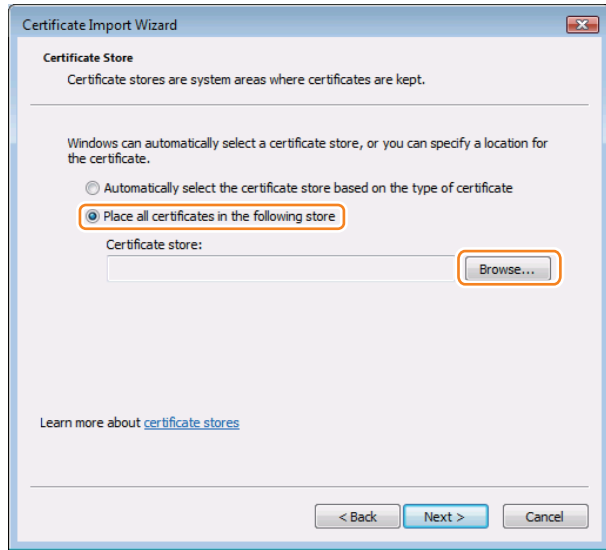 Certificate Import Wizard
Certificate Store
Certificate stores are system areas where certificates are kept.
Windows can automatically select a certificate store, or you can specify a location for
the certificate.
Automatically select the certificate store based on the type of certificate
Place all certificates in the following store
Certificate store:
Browse...
Learn more about certificate stores
< Back Next > Cancel